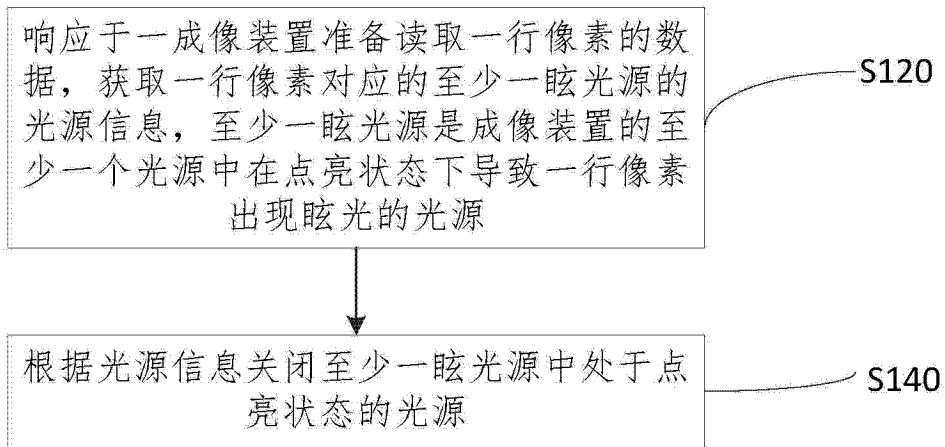 响应于一成像装置准备读取一行像素的数
据，获取一行像素对应的至少一眩光源的
光源信息，至少一眩光源是成像装置的至
少一个光源中在点亮状态下导致一行像素
出现眩光的光源
S120
根据光源信息关闭至少一眩光源中处于点
亮状态的光源
S140